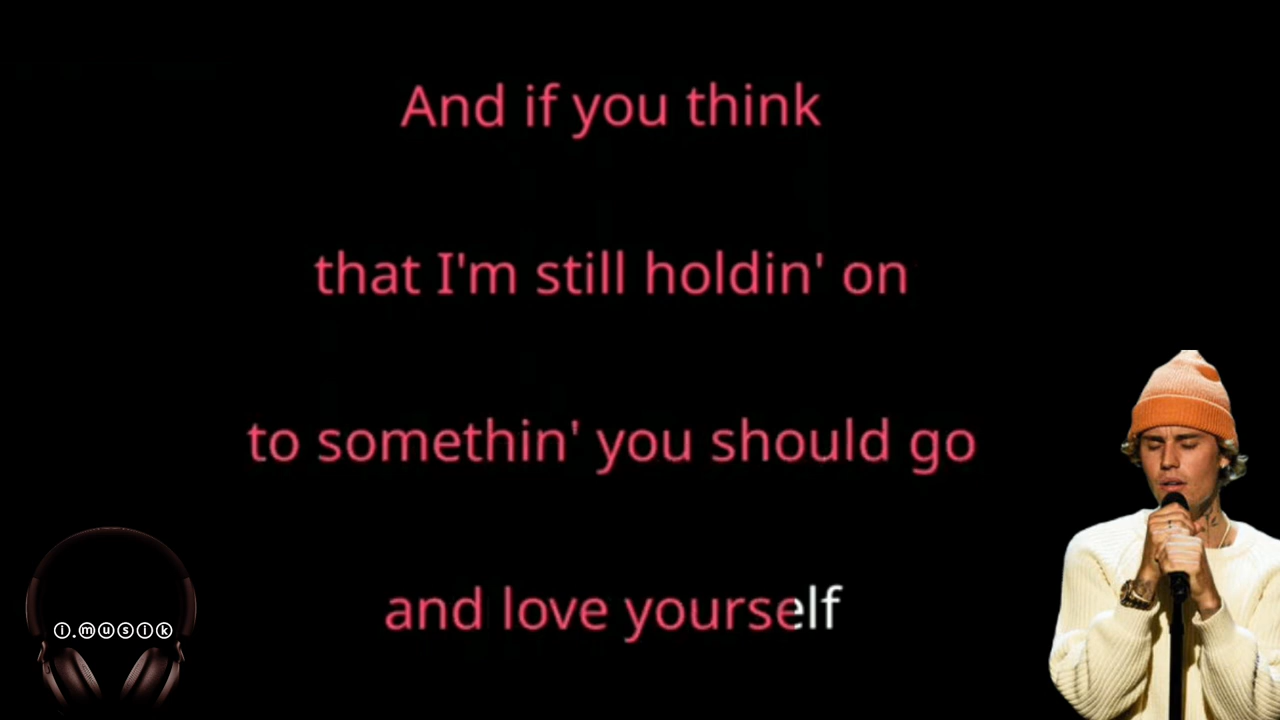 And if you think
that I'm still holdin' on
to somethin' you should go
and love yourself
i.musik